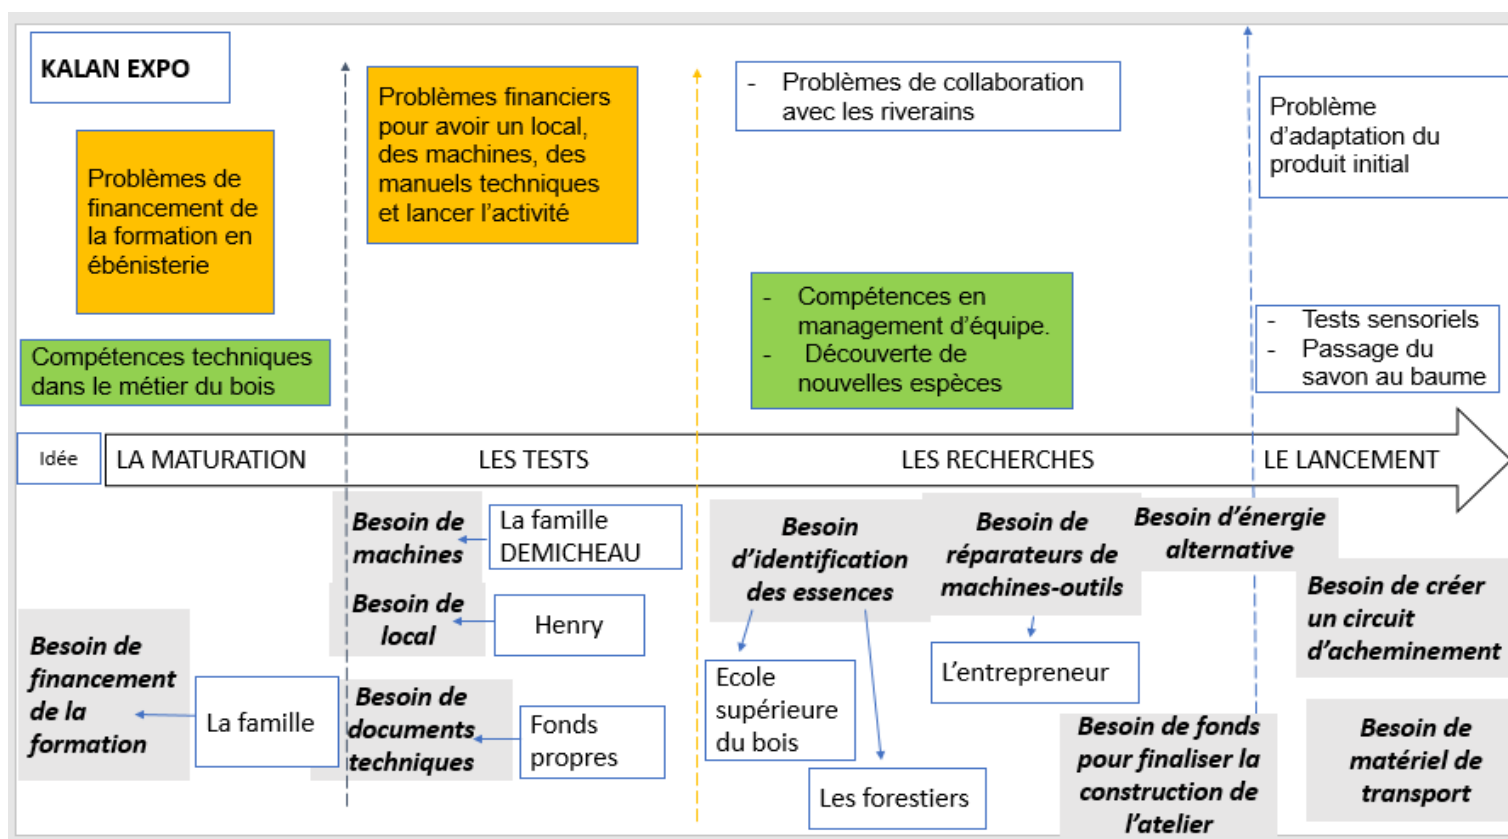 KALAN EXPO
Problèmes de
financement de
la formation en
ébénisterie
Compétences techniques
dans le métier du bois
Problèmes financiers
pour avoir un local,
des machines, des
manuels techniques
et lancer l’activité
- Problèmes de collaboration
avec les riverains
- Compétences en
management d’équipe.
- Découverte de
nouvelles espèces
Problème
d’adaptation du
produit initial
- Tests sensoriels
- Passage du
savon au baume
Idée
LA MATURATION
LES TESTS
LES RECHERCHES
LE LANCEMENT
Besoin de
financement
de la
formation
La famille
Besoin de
machines
La famille
DEMICHEAU
Besoin de
local
Henry
Besoin de
documents
techniques
Fonds
propres
Besoin
d’identification
des essences
Ecole
supérieure
du bois
Les forestiers
Besoin de
réparateurs de
machines-outils
L’entrepreneur
Besoin d’énergie
alternative
Besoin de fonds
pour finaliser la
construction de
l’atelier
Besoin de créer
un circuit
d’acheminement
Besoin de
matériel de
transport